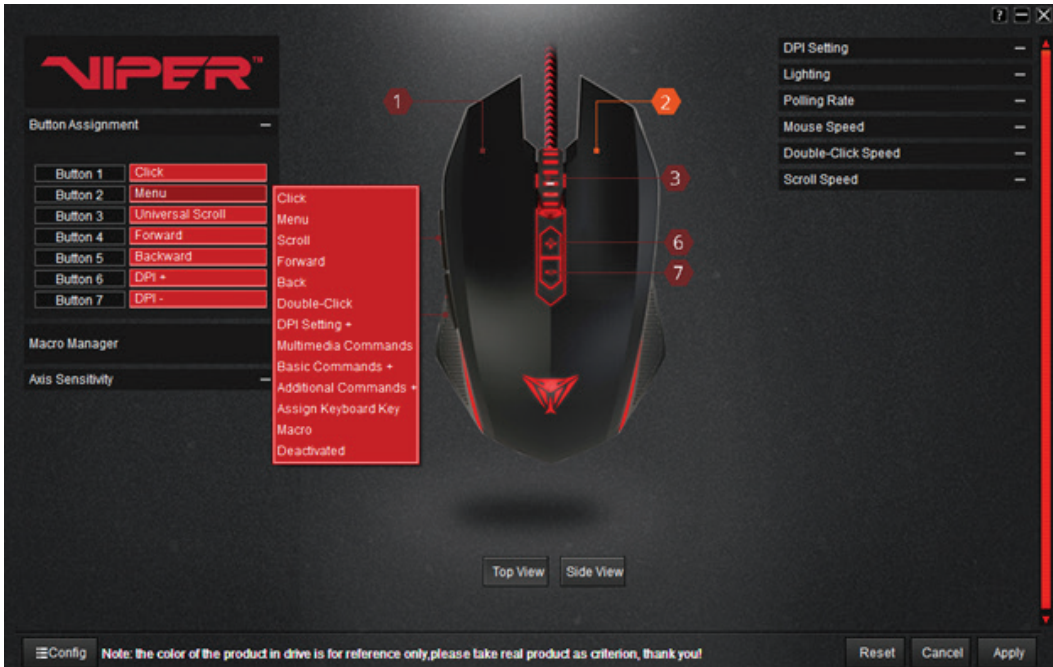 VIPER™
Button Assignment
Button 1 Click
Button 2 Menu
Button 3 Universal Scroll
Button 4 Forward
Button 5 Backward
Button 6 DPI +
Button 7 DPI -
Macro Manager
Axis Sensitivity
Click
Menu
Scroll
Forward
Back
Double-Click
DPI Setting +
Multimedia Commands
Basic Commands +
Additional Commands +
Assign Keyboard Key
Macro
Deactivated
1
2
3
6
7
Top View Side View
?
DPI Setting
Lighting
Polling Rate
Mouse Speed
Double-Click Speed
Scroll Speed
Config Note: the color of the product in drive is for reference only,please take real product as criterion, thank you!
Reset Cancel Apply